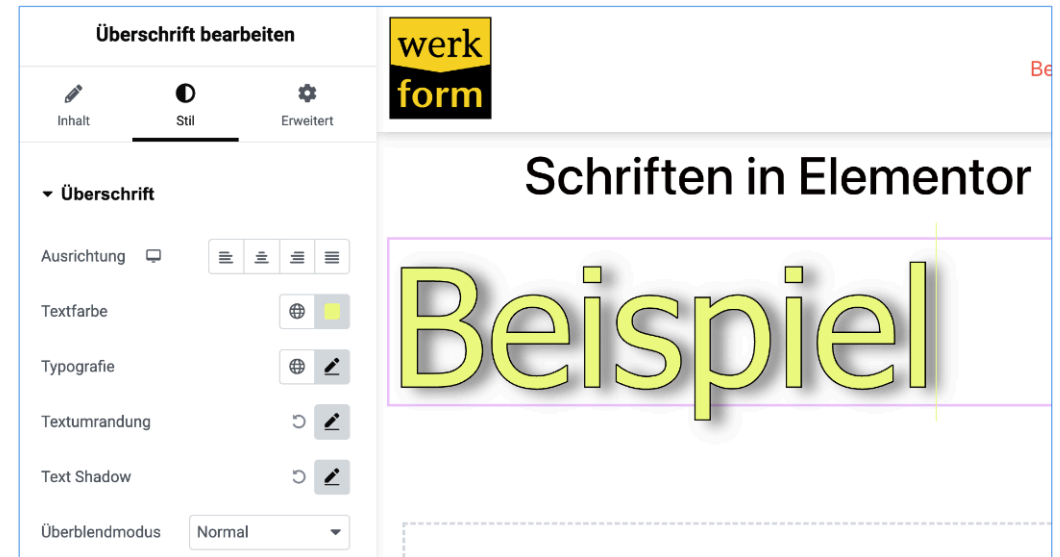 Überschrift bearbeiten
Inhalt
Stil
Erweitert
Überschrift
Ausrichtung
Textfarbe
Typografie
Textumrandung
Text Shadow
Überblendmodus
Normal
werk
form
Be
Schriften in Elementor
Beispiel